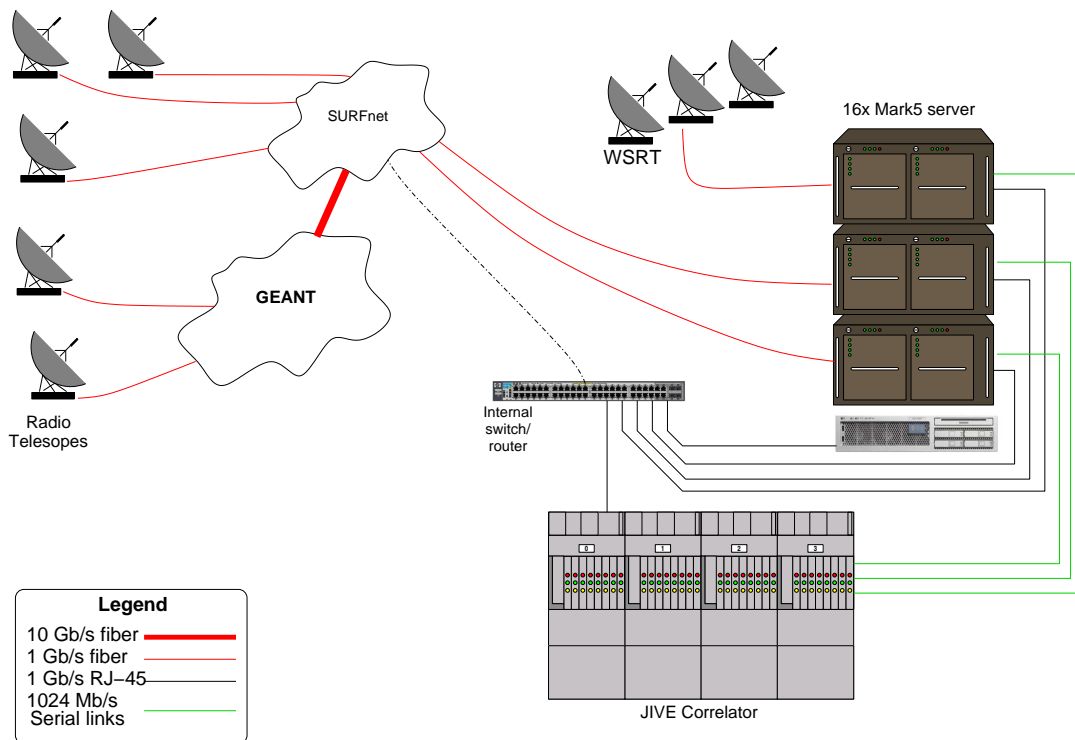 SURFnet
WSRT
16x Mark5 server
GEANT
Radio
Telesopes
Internal
switch/
router
0
1
2
3
JIVE Correlator
Legend
10 Gb/s fiber
1 Gb/s fiber
1 Gb/s RJ−45
1024 Mb/s
Serial links